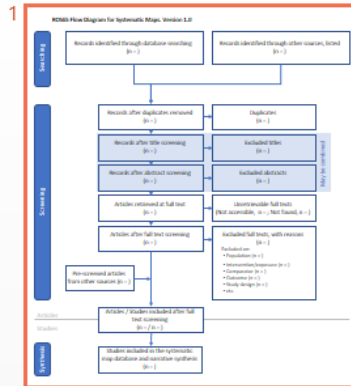 1
ROSES Flow Diagram for Systematic Maps. Version 1.0
Searching
Records identified through database searching
(n = )
Records identified through other sources, listed
(n = )
Screening
Records after duplicates removed
(n = )
Duplicates
(n = )
Records after title screening
(n = )
Excluded titles
(n = )
May be combined
Records after abstract screening
(n = )
Excluded abstracts
(n = )
Articles retrieved at full text
(n = )
Unretrievable full texts
(Not accessible, n = , Not found, n = )
Articles after full text screening
(n = )
Excluded full texts, with reasons
(n = )
Excluded on:
• Population (n = )
• Intervention/exposure (n = )
• Comparator (n = )
• Outcome (n = )
• Study design (n = )
• etc.
Pre-screened articles
from other sources (n = )
Articles
Studies
Articles / Studies included after full
text screening
(n = / n = )
Synthesis
Studies included in the systematic
map database and narrative synthesis
(n = )